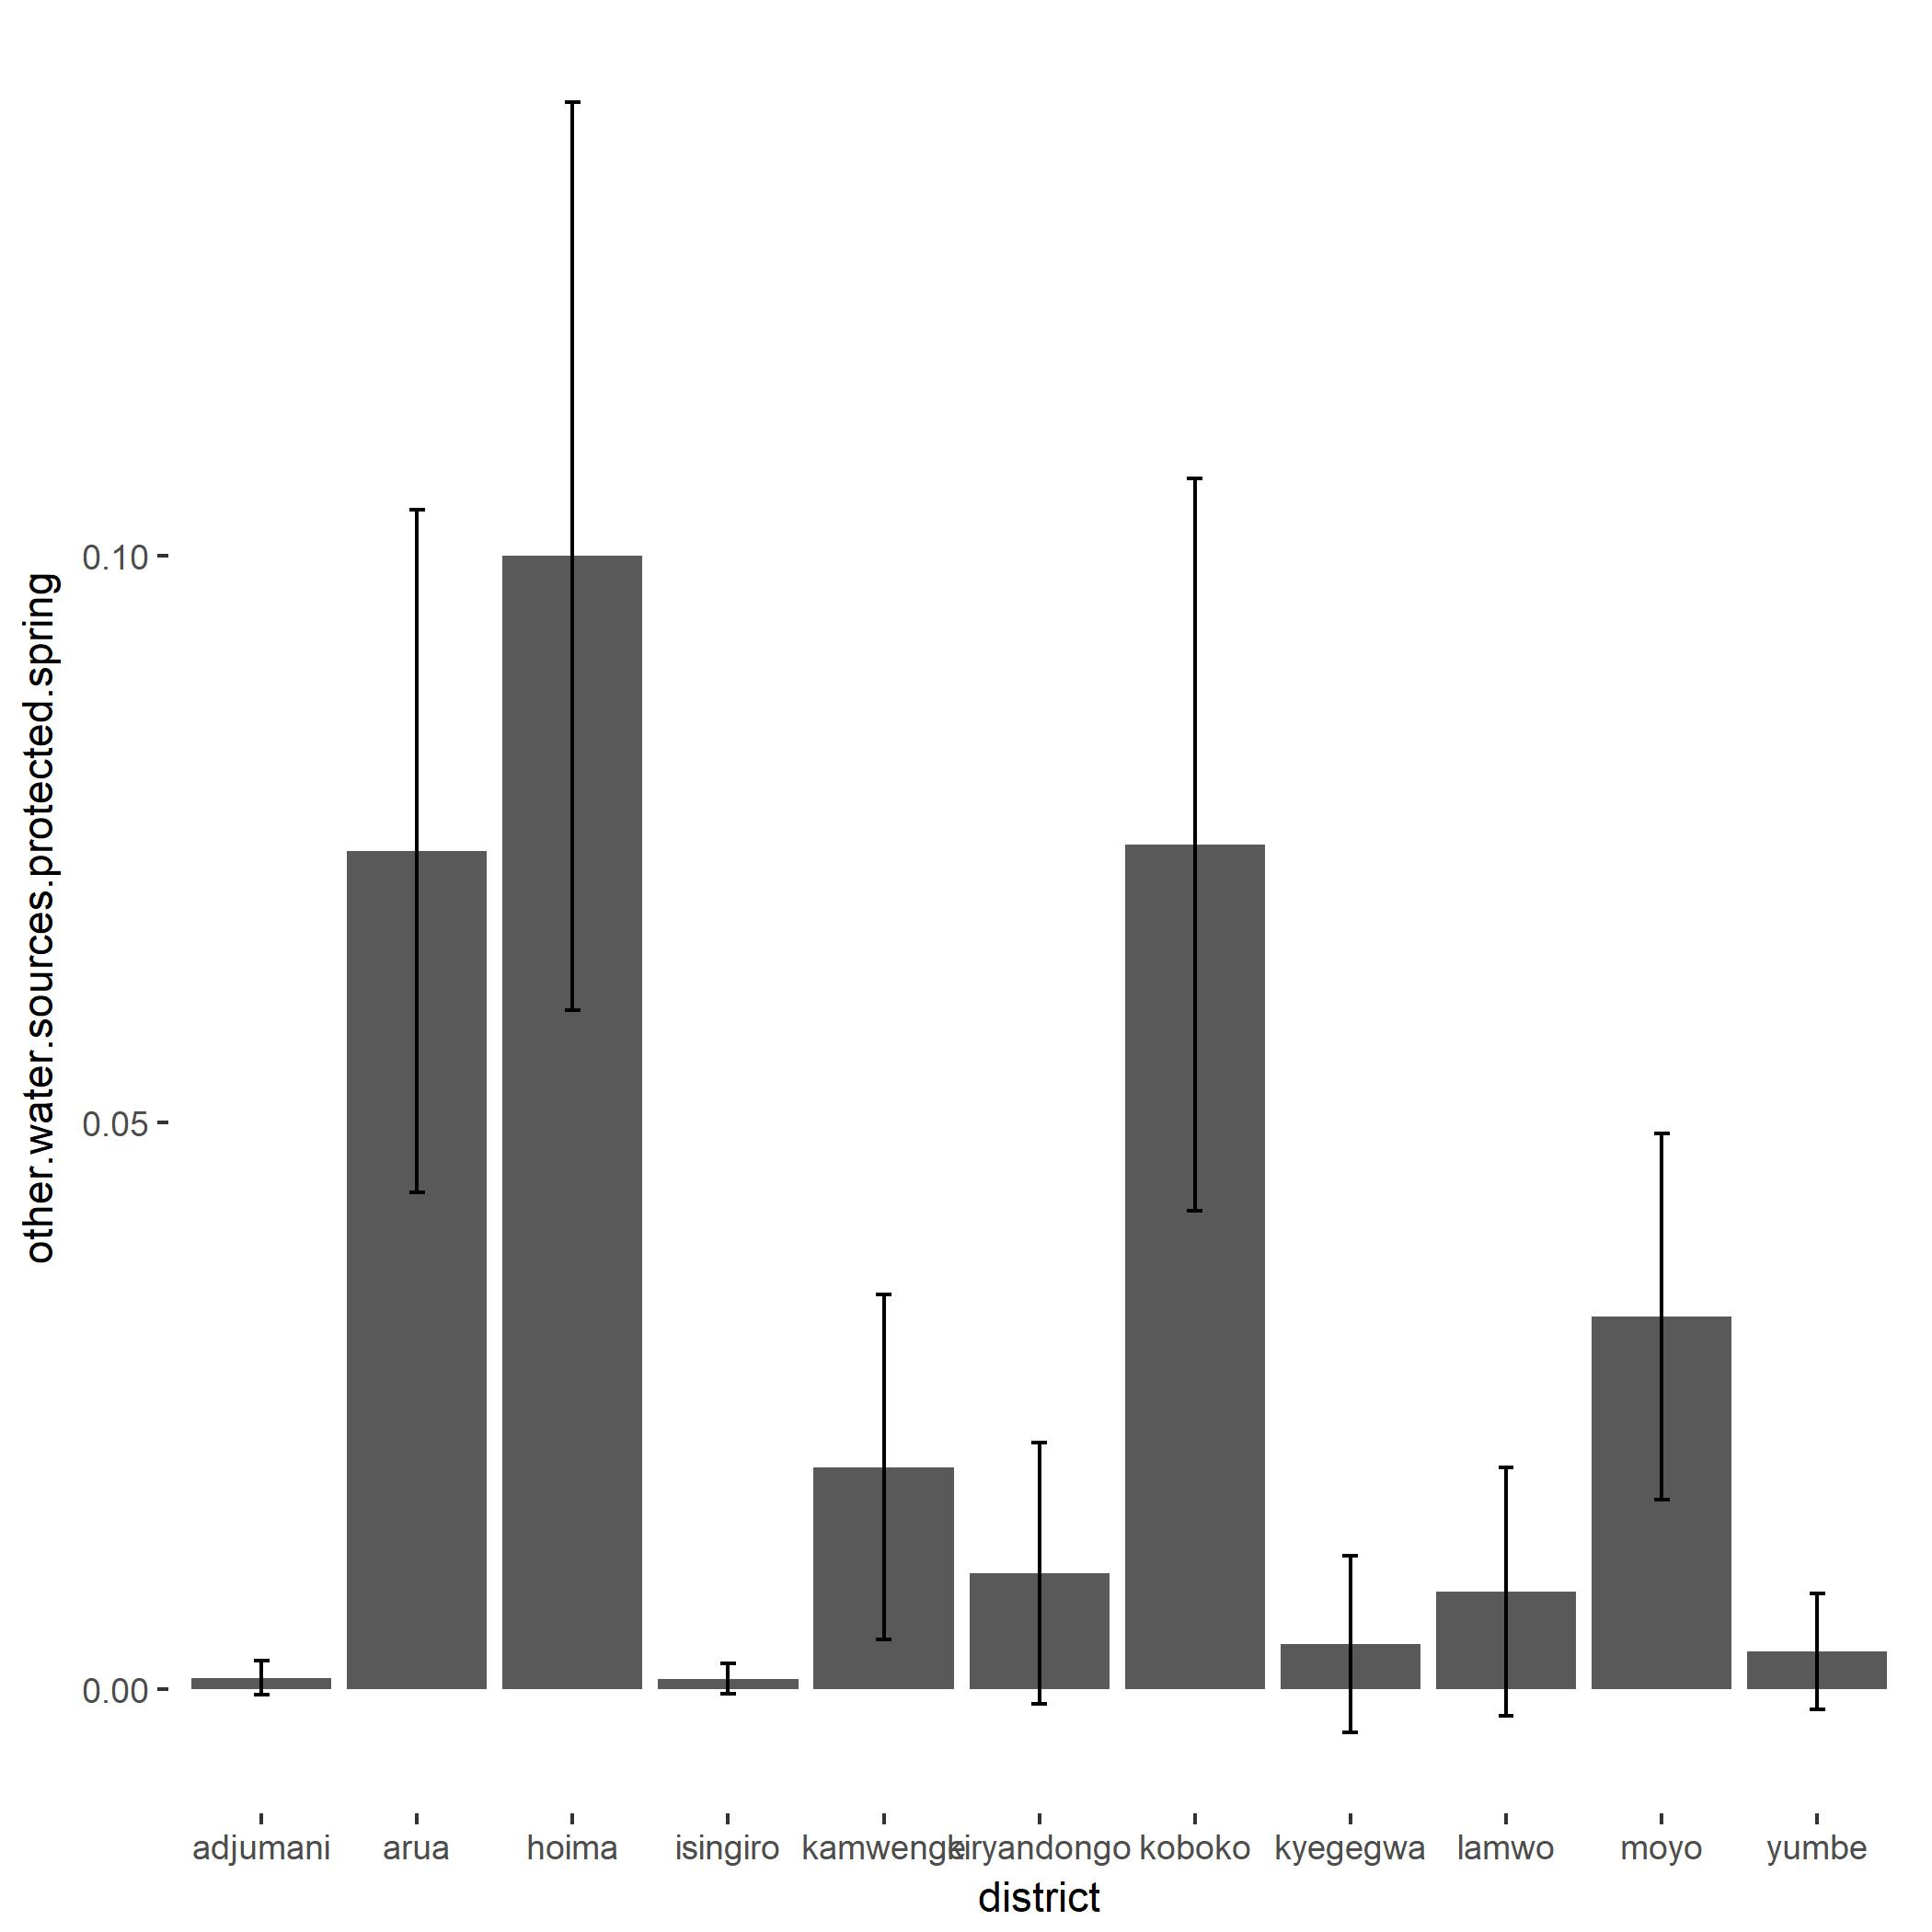 other.water.sources.protected.spring
0.10
0.05
0.00
adjumani arua hoima isingiro kamwenge kiryandongo koboko kyegegwa lamwo moyo yumbe
district